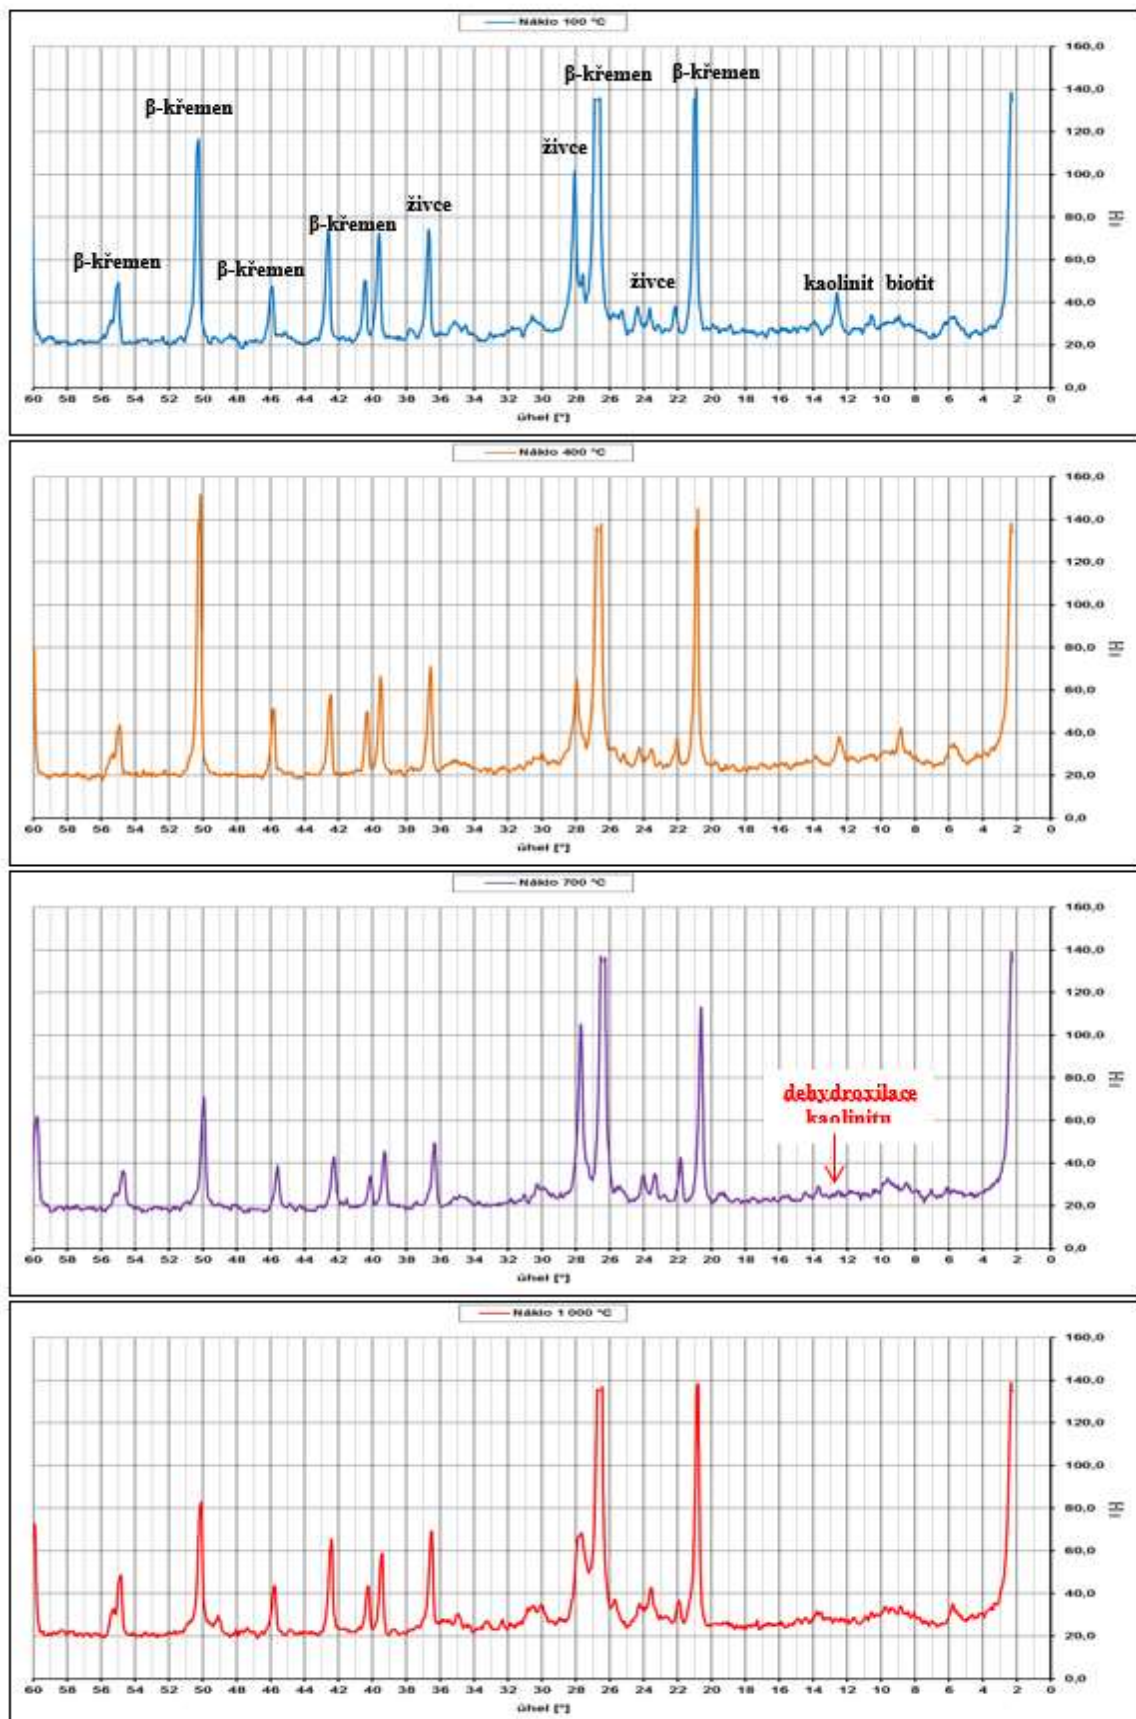 Náklo 100 °C
160,0
140,0
120,0
100,0
80,0
60,0
40,0
20,0
0,0
β-křemen
β-křemen
β-křemen
živce
živce
β-křemen
β-křemen
β-křemen
živce
kaolinit biotit
60 58 56 54 52 50 48 46 44 42 40 38 36 34 32 30 28 26 24 22 20 18 16 14 12 10 8 6 4 2 0
úhel [°]
Náklo 400 °C
160,0
140,0
120,0
100,0
80,0
60,0
40,0
20,0
0,0
60 58 56 54 52 50 48 46 44 42 40 38 36 34 32 30 28 26 24 22 20 18 16 14 12 10 8 6 4 2 0
úhel [°]
Náklo 700 °C
160,0
140,0
120,0
100,0
80,0
60,0
40,0
20,0
0,0
dehydroxilace
kaolinitu
60 58 56 54 52 50 48 46 44 42 40 38 36 34 32 30 28 26 24 22 20 18 16 14 12 10 8 6 4 2 0
úhel [°]
Náklo 1 000 °C
160,0
140,0
120,0
100,0
80,0
60,0
40,0
20,0
0,0
60 58 56 54 52 50 48 46 44 42 40 38 36 34 32 30 28 26 24 22 20 18 16 14 12 10 8 6 4 2 0
úhel [°]